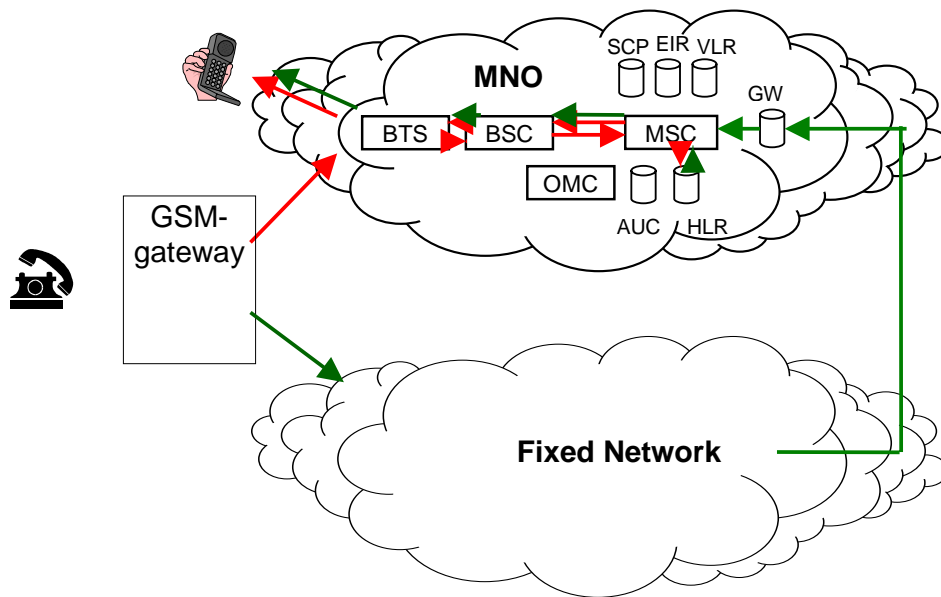 SCP EIR VLR
MNO
GW
BTS BSC MSC
OMC
AUC HLR
GSM-
gateway
Fixed Network